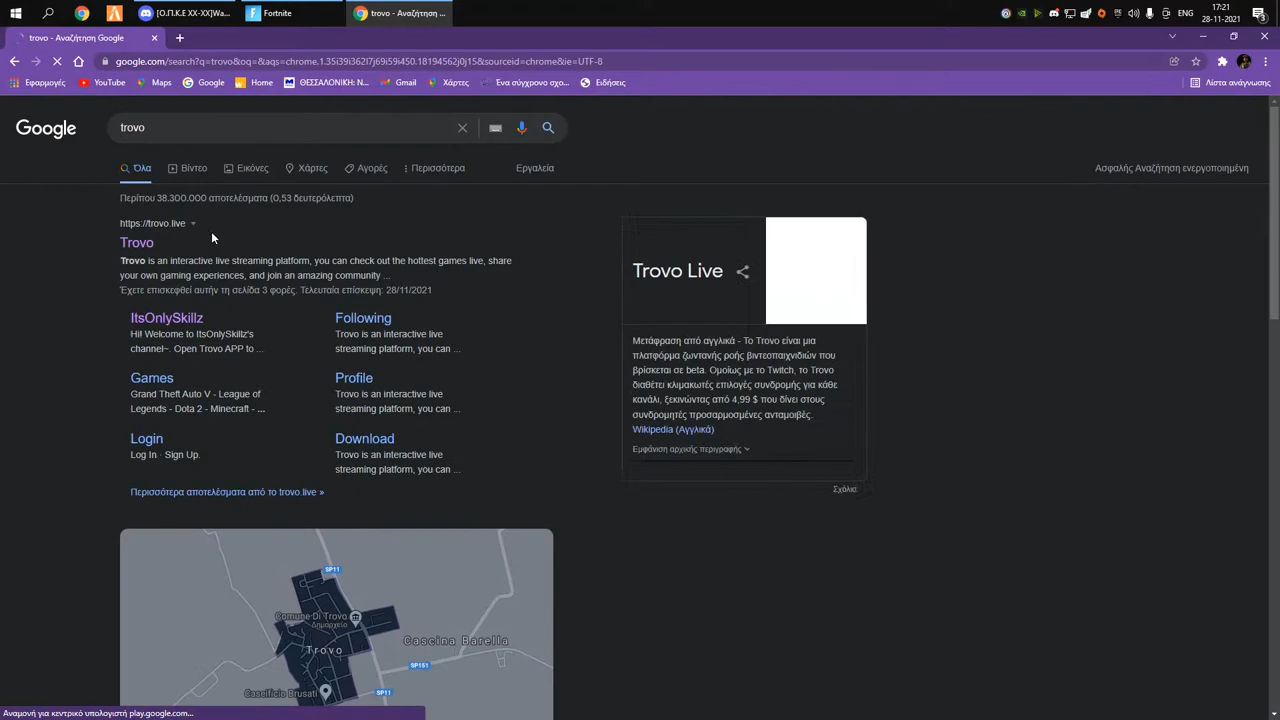 [Ο.Π.Κ.Ε XX-XX]Wa...
Fortnite
trovo - Αναζήτηση ...
ENG
17:21
28-11-2021
trovo - Αναζήτηση Google
google.com/search?q=trovo&oq=&aqs=chrome.1.35i39i362l7j69i59i450.18194562j0j15&sourceid=chrome&ie=UTF-8
Εφαρμογές
YouTube
Maps
Google
Home
ΘΕΣΣΑΛΟΝΙΚΗ: Ν...
Gmail
Χάρτες
Ένα σύγχρονο σχο...
Ειδήσεις
Λίστα ανάγνωσης
Google
trovo
Όλα
Βίντεο
Εικόνες
Χάρτες
Αγορές
Περισσότερα
Εργαλεία
Ασφαλής Αναζήτηση ενεργοποιημένη
Περίπου 38.300.000 αποτελέσματα (0,53 δευτερόλεπτα)
https://trovo.live
Trovo
Trovo is an interactive live streaming platform, you can check out the hottest games live, share
your own gaming experiences, and join an amazing community ...
Έχετε επισκεφθεί αυτήν τη σελίδα 3 φορές. Τελευταία επίσκεψη: 28/11/2021
ItsOnlySkillz
Hi! Welcome to ItsOnlySkillz's
channel~. Open Trovo APP to ...
Following
Trovo is an interactive live
streaming platform, you can ...
Games
Grand Theft Auto V - League of
Legends - Dota 2 - Minecraft - ...
Profile
Trovo is an interactive live
streaming platform, you can ...
Login
Log In · Sign Up.
Download
Trovo is an interactive live
streaming platform, you can ...
Περισσότερα αποτελέσματα από το trovo.live »
Trovo Live
Μετάφραση από αγγλικά - Το Trovo είναι μια
πλατφόρμα ζωντανής ροής βιντεοπαιχνιδιών που
βρίσκεται σε beta. Ομοίως με το Twitch, το Trovo
διαθέτει κλιμακωτές επιλογές συνδρομής για κάθε
κανάλι, ξεκινώντας από 4,99 $ που δίνει στους
συνδρομητές προσαρμοσμένες ανταμοιβές.
Wikipedia (Αγγλικά)
Εμφάνιση αρχικής περιγραφής
Σχόλια
SP11
Comune Di Trovo
Δημαρχείο
Cascina Barella
Trovo
SP151
Caseificio Brusati
SP11
Αναμονή για κεντρικό υπολογιστή play.google.com...